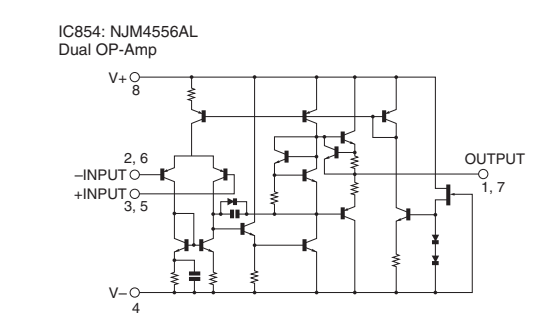 IC854: NJM4556AL
Dual OP-Amp
V+
8
2, 6
–INPUT
+INPUT
3, 5
OUTPUT
1, 7
V–
4